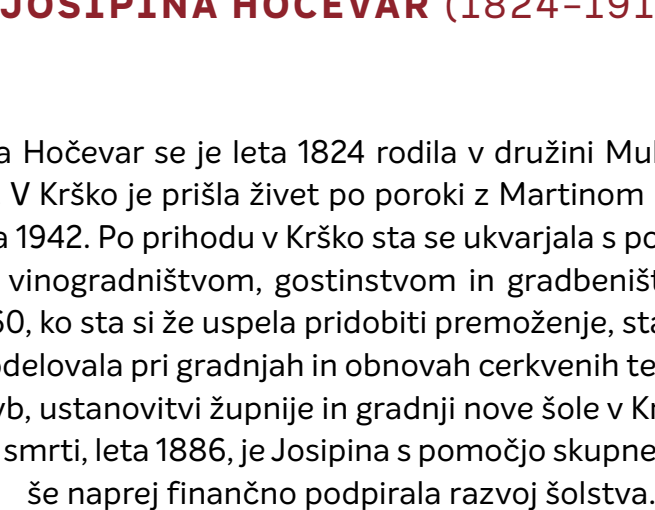 JOSIPINA HOČEVAR (1824–191
a Hočevar se je leta 1824 rodila v družini Mul
V Krško je prišla živet po poroki z Martinom
a 1942. Po prihodu v Krško sta se ukvarjala s po
vinogradništvom, gostinstvom in gradbeništ
60, ko sta si že uspela pridobiti premoženje, sta
odelovala pri gradnjah in obnovah cerkvenih te
vb, ustanovitvi župnije in gradnji nove šole v Kr
smrti, leta 1886, je Josipina s pomočjo skupne
še naprej finančno podpirala razvoj šolstva.